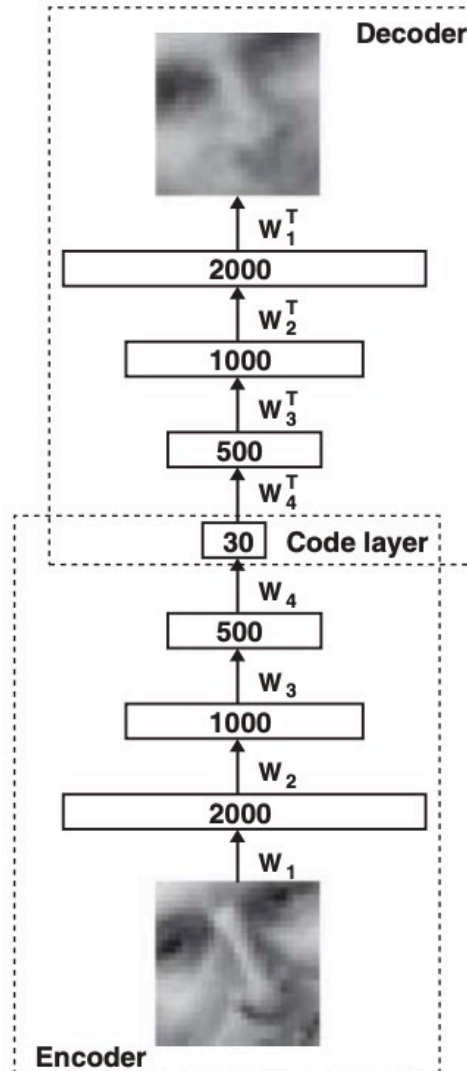 Decoder
W₁ᵀ
2000
W₂ᵀ
1000
W₃ᵀ
500
W₄ᵀ
30 Code layer
W₄
500
W₃
1000
W₂
2000
W₁
Encoder